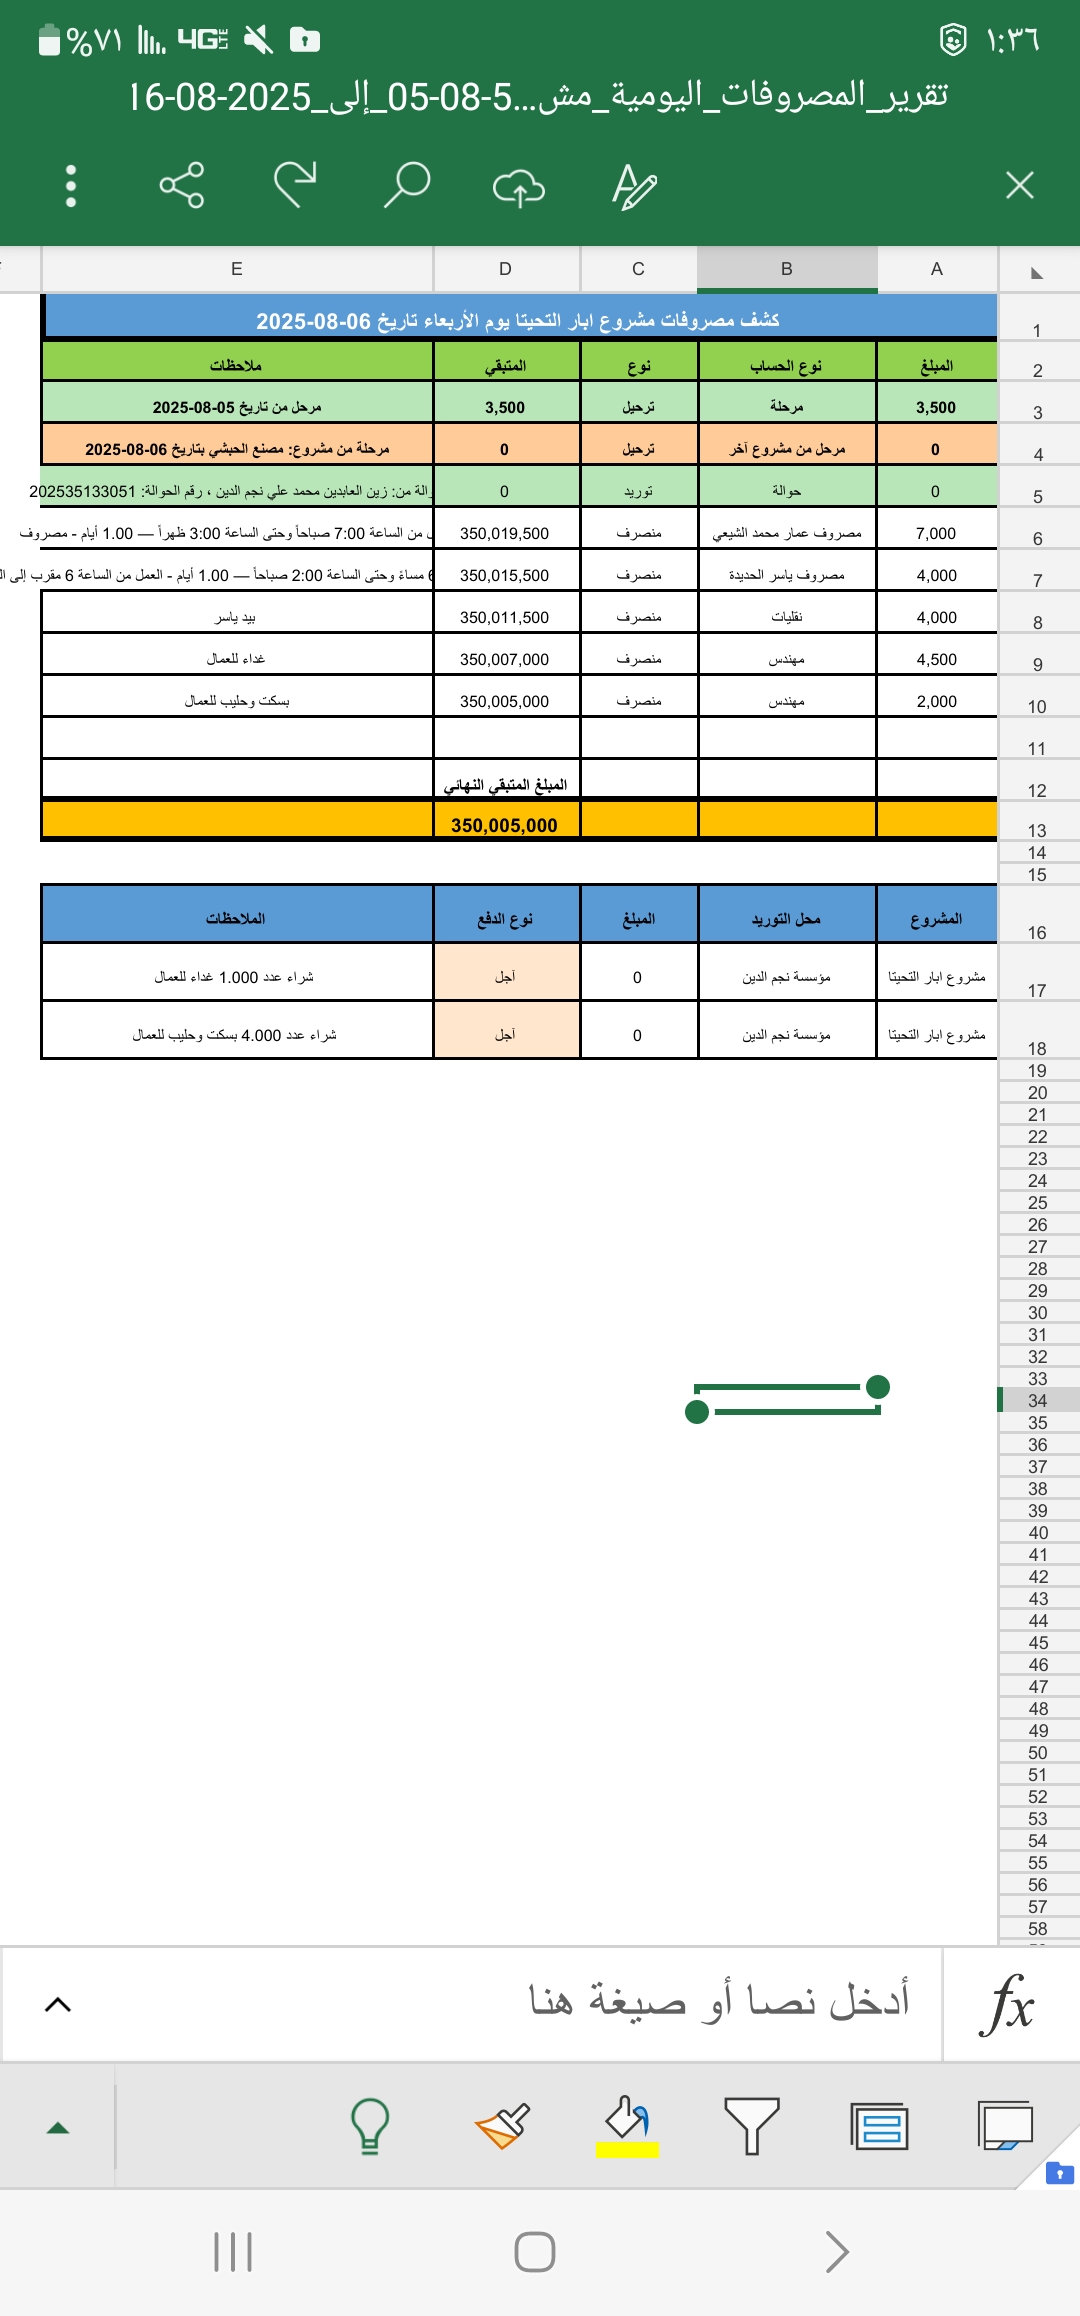 ١:٣٦
4G LTE
%٧١
تقرير_المصروفات_اليومية_مش...5-08-05_إلى_2025-08-16
A B C D E
1 كشف مصروفات مشروع ابار التحيتا يوم الأربعاء تاريخ 06-08-2025
2 المبلغ نوع الحساب نوع المتبقي ملاحظات
3 3,500 مرحلة ترحيل 3,500 مرحل من تاريخ 05-08-2025
4 0 مرحل من مشروع آخر ترحيل 0 مرحلة من مشروع: مصنع الحبشي بتاريخ 06-08-2025
5 0 حوالة توريد 0 والة من: زين العابدين محمد علي نجم الدين ، رقم الحوالة: 202535133051
6 7,000 مصروف عمار محمد الشيعي منصرف 350,019,500 من الساعة 7:00 صباحاً وحتى الساعة 3:00 ظهراً — 1.00 أيام - مصروف
7 4,000 مصروف ياسر الحديدة منصرف 350,015,500 6 مساءً وحتى الساعة 2:00 صباحاً — 1.00 أيام - العمل من الساعة 6 مقرب إلى
8 4,000 نقليات منصرف 350,011,500 بيد ياسر
9 4,500 مهندس منصرف 350,007,000 غداء للعمال
10 2,000 مهندس منصرف 350,005,000 بسكت وحليب للعمال
11
12 المبلغ المتبقي النهائي
13 350,005,000
14
15
16 المشروع محل التوريد المبلغ نوع الدفع الملاحظات
17 مشروع ابار التحيتا مؤسسة نجم الدين 0 آجل شراء عدد 1.000 غداء للعمال
18 مشروع ابار التحيتا مؤسسة نجم الدين 0 آجل شراء عدد 4.000 بسكت وحليب للعمال
19
20
21
22
23
24
25
26
27
28
29
30
31
32
33
34
35
36
37
38
39
40
41
42
43
44
45
46
47
48
49
50
51
52
53
54
55
56
57
58
fx أدخل نصا أو صيغة هنا